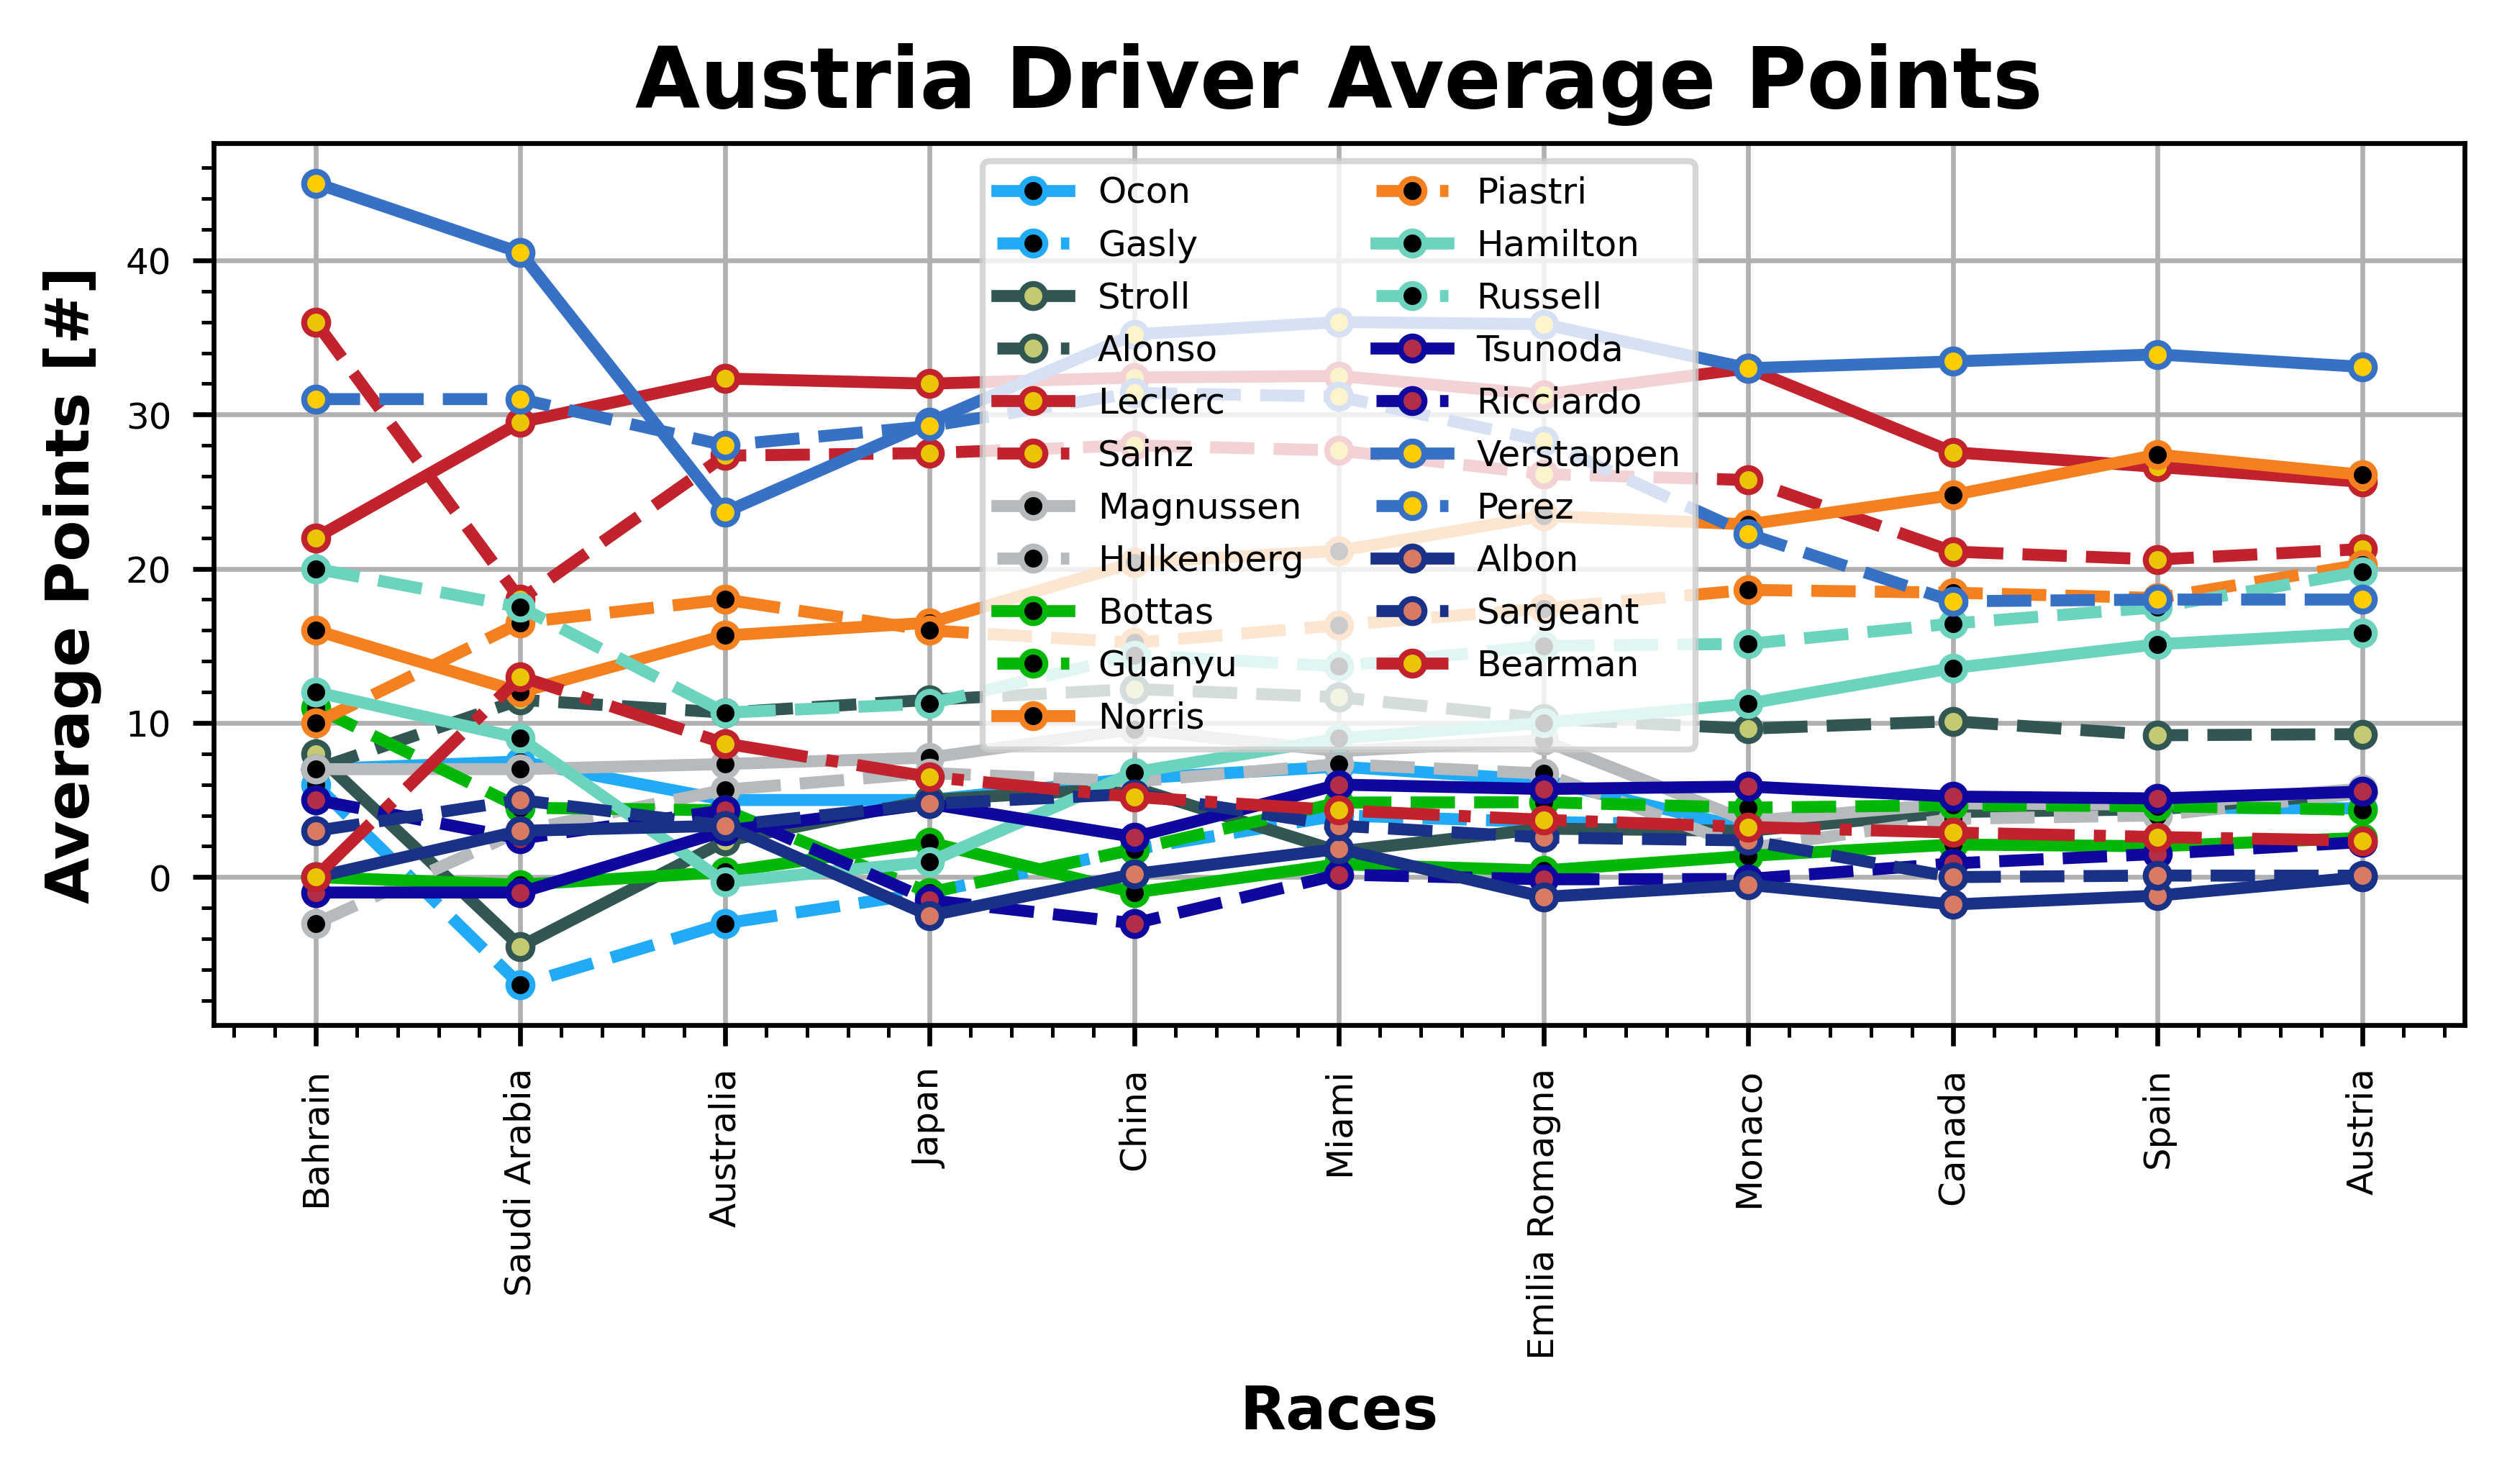 Austria Driver Average Points
Average Points [#]
40
30
20
10
0
Ocon
Gasly
Stroll
Alonso
Leclerc
Sainz
Magnussen
Hulkenberg
Bottas
Guanyu
Norris
Piastri
Hamilton
Russell
Tsunoda
Ricciardo
Verstappen
Perez
Albon
Sargeant
Bearman
Bahrain
Saudi Arabia
Australia
Japan
China
Miami
Emilia Romagna
Monaco
Canada
Spain
Austria
Races